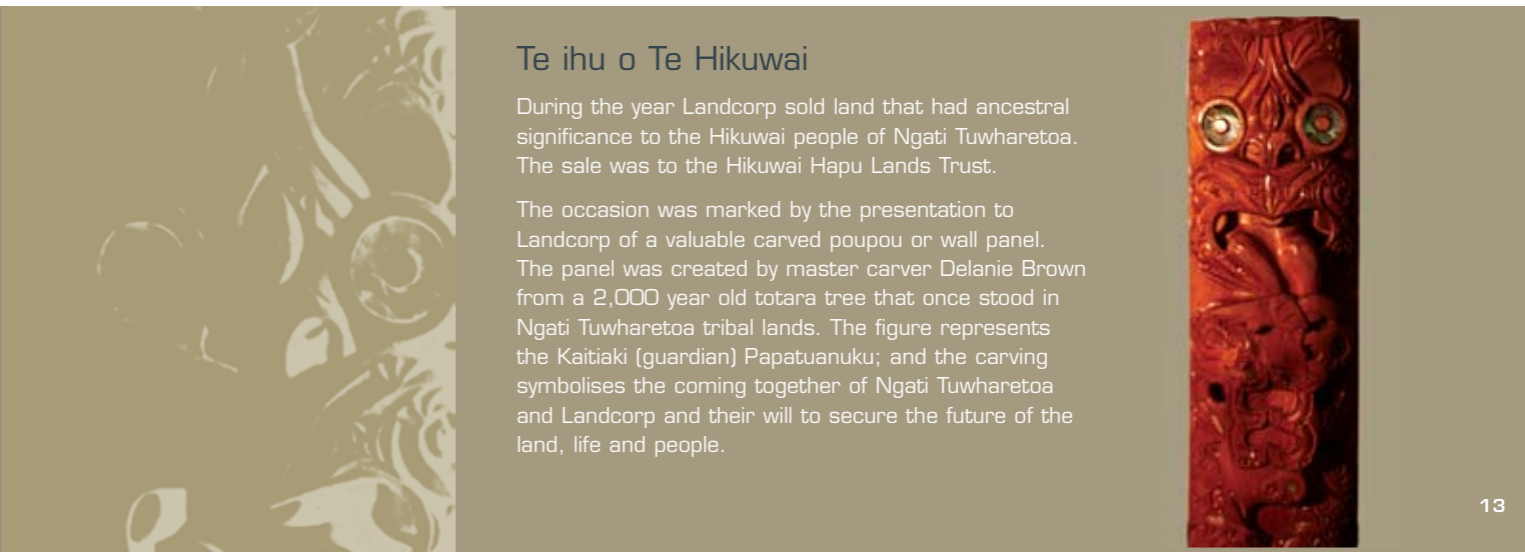 Te ihu o Te Hikuwai
During the year Landcorp sold land that had ancestral
significance to the Hikuwai people of Ngati Tuwharetoa.
The sale was to the Hikuwai Hapu Lands Trust.
The occasion was marked by the presentation to
Landcorp of a valuable carved poupou or wall panel.
The panel was created by master carver Delanie Brown
from a 2,000 year old totara tree that once stood in
Ngati Tuwharetoa tribal lands. The figure represents
the Kaitiaki (guardian) Papatuanuku; and the carving
symbolises the coming together of Ngati Tuwharetoa
and Landcorp and their will to secure the future of the
land, life and people.
13